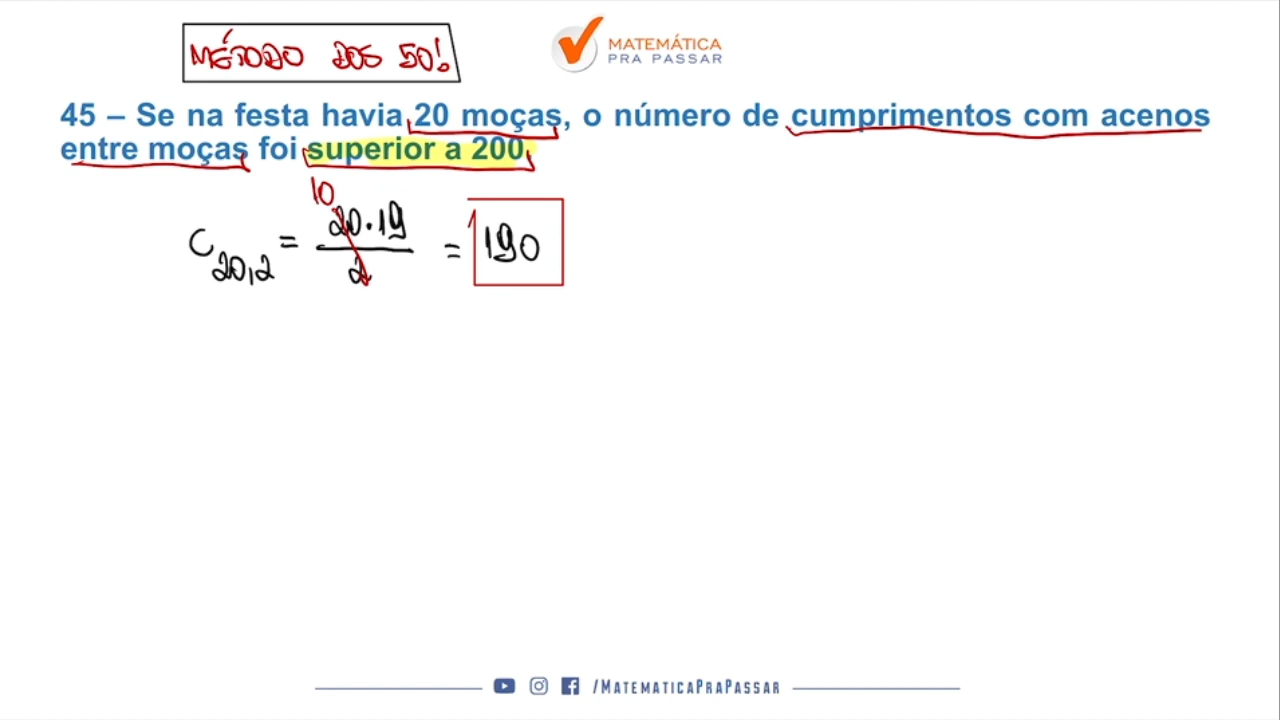 MÉTODO DOS 50!
MATEMÁTICA
PRA PASSAR
45 – Se na festa havia 20 moças, o número de cumprimentos com acenos
entre moças foi superior a 200.
10
C20,2 = 20·19/2 = 190
/MATEMATICAPRAPASSAR